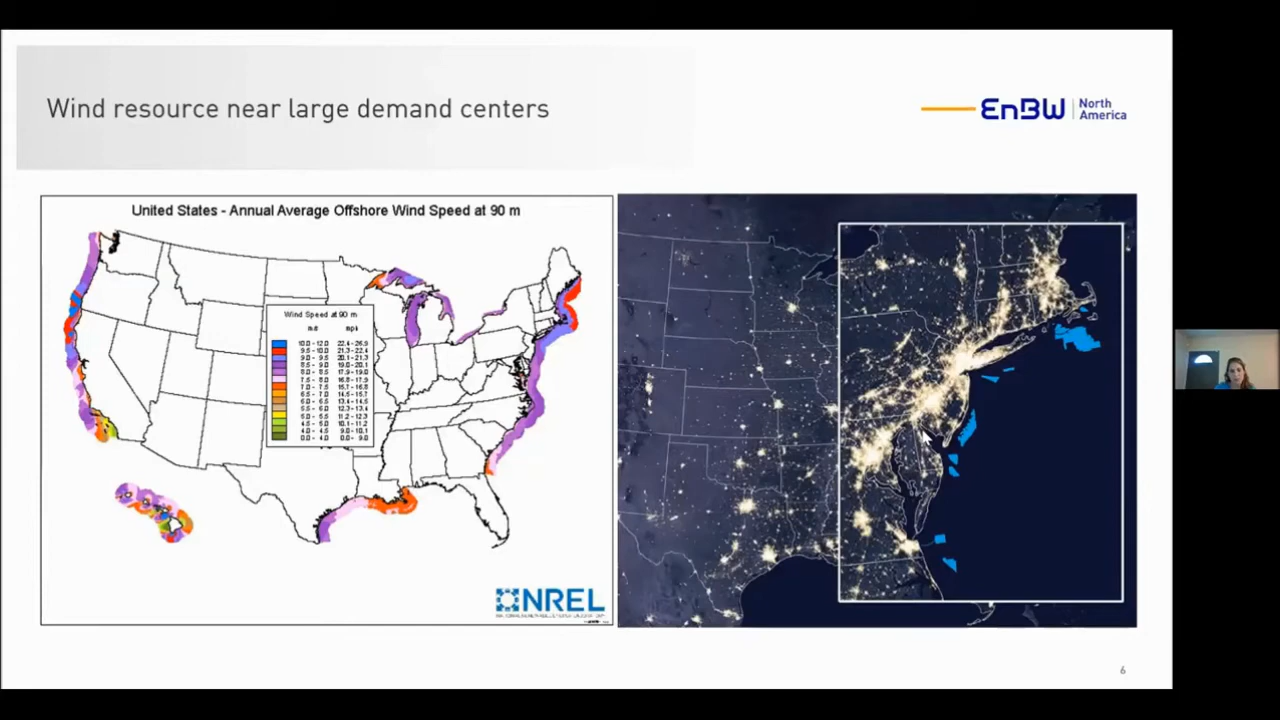 Wind resource near large demand centers
EnBW
North
America
United States - Annual Average Offshore Wind Speed at 90 m
Wind Speed at 90 m
m/s mph
10.0 - 12.0 22.4 - 26.9
9.5 - 10.0 21.3 - 22.4
9.0 - 9.5 20.1 - 21.3
8.5 - 9.0 19.0 - 20.1
8.0 - 8.5 17.9 - 19.0
7.5 - 8.0 16.8 - 17.9
7.0 - 7.5 15.7 - 16.8
6.5 - 7.0 14.5 - 15.7
6.0 - 6.5 13.4 - 14.5
5.5 - 6.0 12.3 - 13.4
5.0 - 5.5 11.2 - 12.3
4.5 - 5.0 10.1 - 11.2
4.0 - 4.5 9.0 - 10.1
0.0 - 4.0 0.0 - 9.0
NREL
6